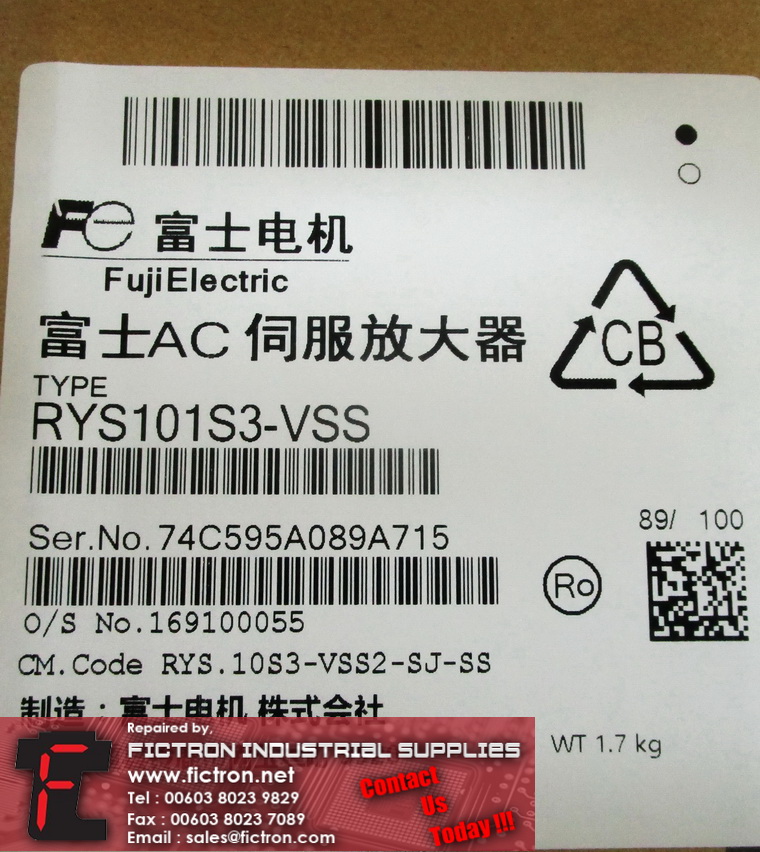 富士电机
FujiElectric
富士AC 伺服放大器
CB
TYPE
RYS101S3-VSS
Ser.No.74C595A089A715
89/ 100
Ro
O/S No.169100055
CM.Code RYS.10S3-VSS2-SJ-SS
制造：富士电机 株式会社
WT 1.7 kg
Repaired by,
FICTRON INDUSTRIAL SUPPLIES
www.fictron.net
Tel : 00603 8023 9829
Fax : 00603 8023 7089
Email : sales@fictron.com
Contact
Us
Today !!!